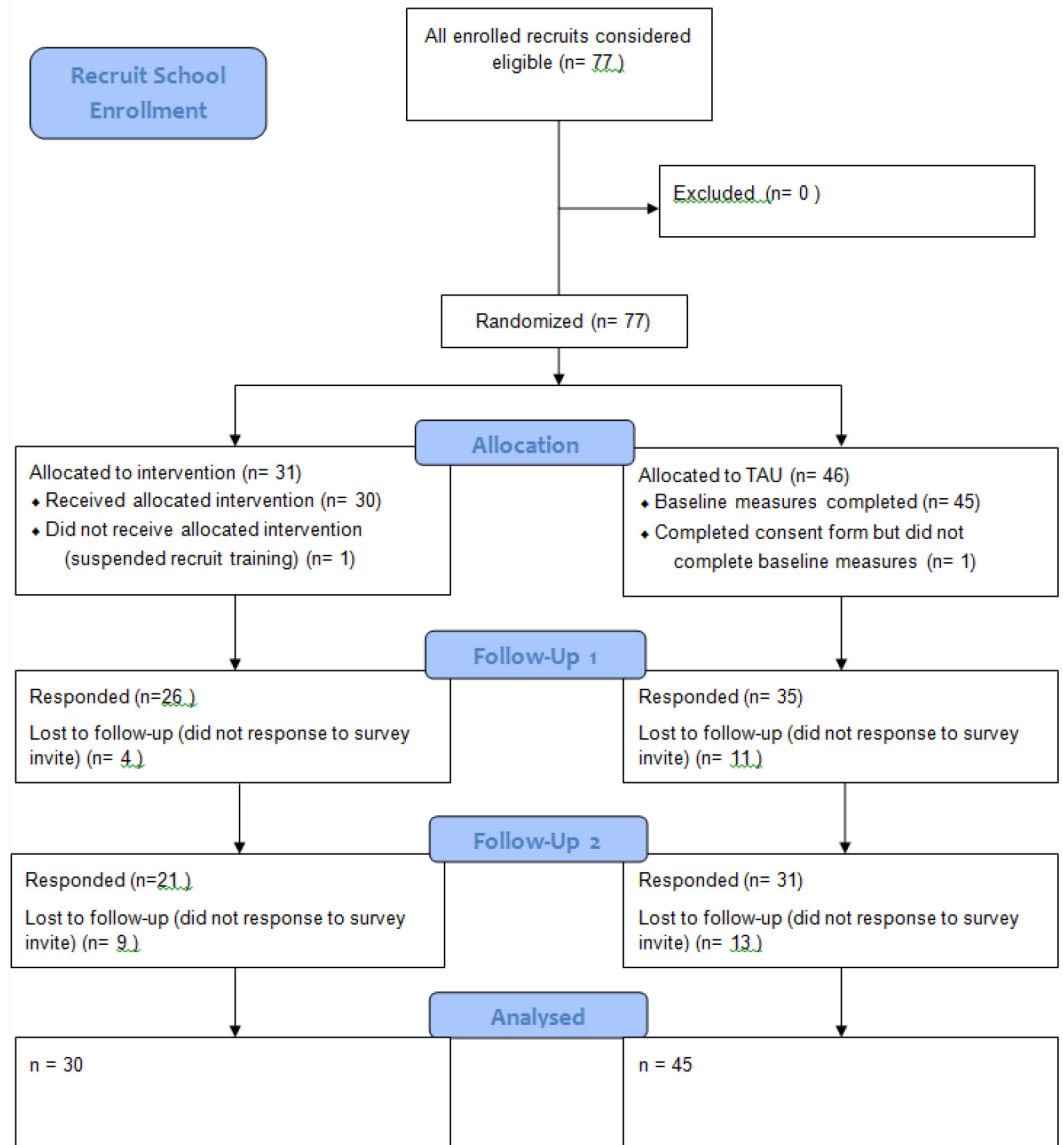 All enrolled recruits considered
eligible (n= 77 )
Recruit School
Enrollment
Excluded (n= 0 )
Randomized (n= 77)
Allocation
Allocated to intervention (n= 31)
⬥ Received allocated intervention (n= 30)
⬥ Did not receive allocated intervention
(suspended recruit training) (n= 1)
Allocated to TAU (n= 46)
⬥ Baseline measures completed (n= 45)
⬥ Completed consent form but did not
complete baseline measures (n= 1)
Follow-Up 1
Responded (n=26 )
Lost to follow-up (did not response to survey
invite) (n= 4 )
Responded (n= 35)
Lost to follow-up (did not response to survey
invite) (n= 11 )
Follow-Up 2
Responded (n=21 )
Lost to follow-up (did not response to survey
invite) (n= 9 )
Responded (n= 31)
Lost to follow-up (did not response to survey
invite) (n= 13 )
Analysed
n = 30
n = 45